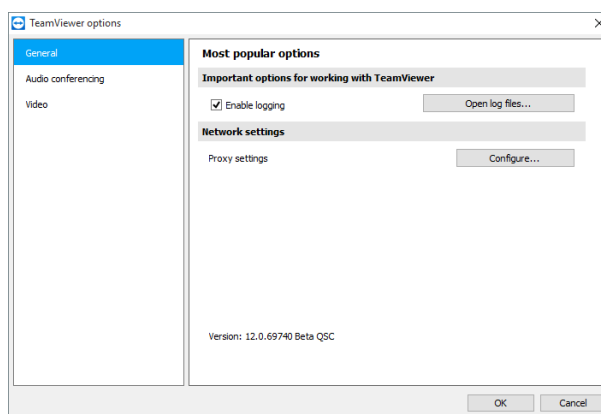 TeamViewer options
General
Audio conferencing
Video
Most popular options
Important options for working with TeamViewer
Enable logging
Open log files...
Network settings
Proxy settings
Configure...
Version: 12.0.69740 Beta QSC
OK
Cancel